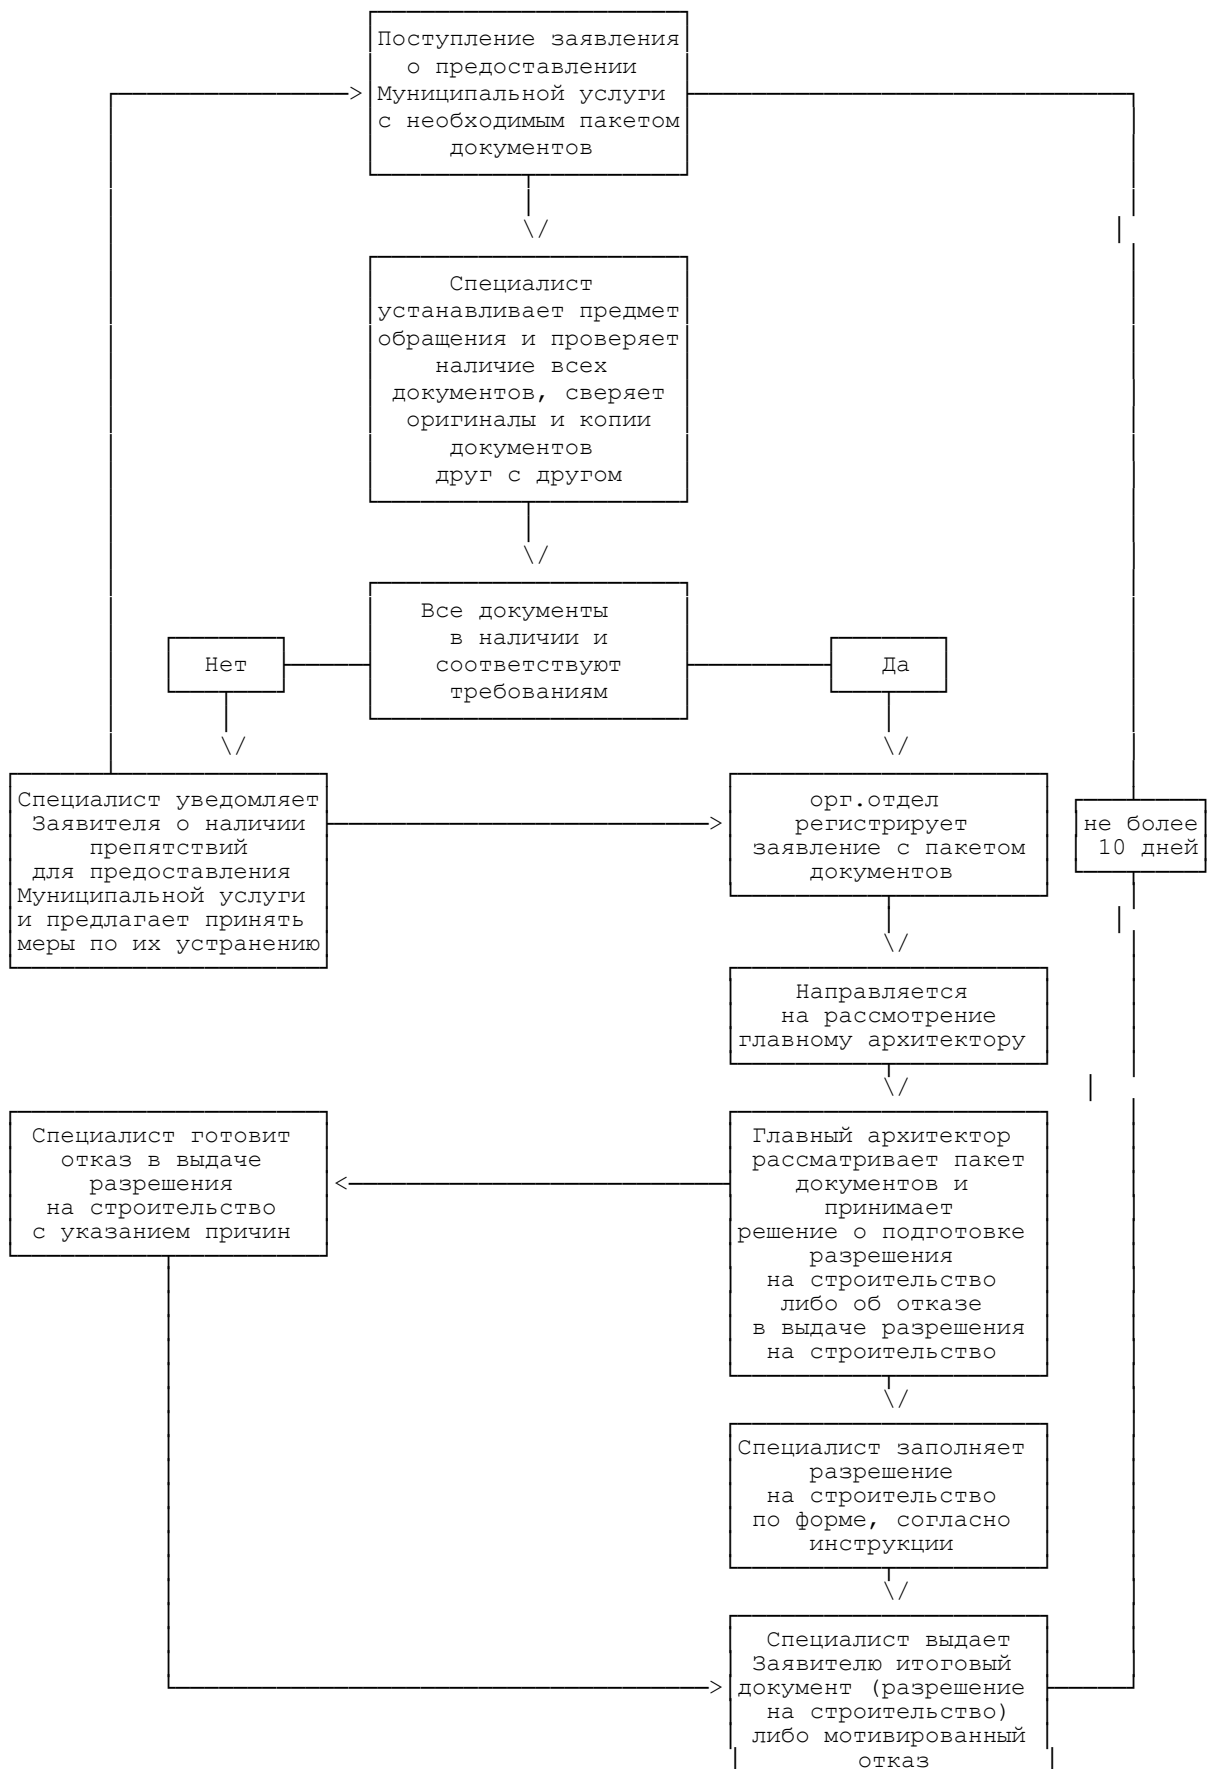 Поступление заявления
о предоставлении
Муниципальной услуги
с необходимым пакетом
документов
Специалист
устанавливает предмет
обращения и проверяет
наличие всех
документов, сверяет
оригиналы и копии
документов
друг с другом
Все документы
в наличии и
соответствуют
требованиям
Нет
Да
Специалист уведомляет
Заявителя о наличии
препятствий
для предоставления
Муниципальной услуги
и предлагает принять
меры по их устранению
орг.отдел
регистрирует
заявление с пакетом
документов
не более
10 дней
Направляется
на рассмотрение
главному архитектору
Специалист готовит
отказ в выдаче
разрешения
на строительство
с указанием причин
Главный архитектор
рассматривает пакет
документов и
принимает
решение о подготовке
разрешения
на строительство
либо об отказе
в выдаче разрешения
на строительство
Специалист заполняет
разрешение
на строительство
по форме, согласно
инструкции
Специалист выдает
Заявителю итоговый
документ (разрешение
на строительство)
либо мотивированный
отказ